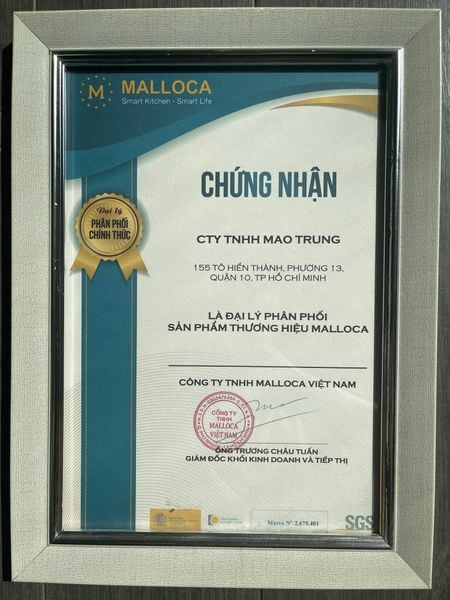 M MALLOCA
Smart Kitchen - Smart Life
Đại lý
PHÂN PHỐI
CHÍNH THỨC
CHỨNG NHẬN
CTY TNHH MAO TRUNG
155 TÔ HIẾN THÀNH, PHƯỜNG 13,
QUẬN 10, TP HỒ CHÍ MINH
LÀ ĐẠI LÝ PHÂN PHỐI
SẢN PHẨM THƯƠNG HIỆU MALLOCA
CÔNG TY TNHH MALLOCA VIỆT NAM
CÔNG TY
TNHH
MALLOCA
VIỆT NAM
ÔNG TRƯƠNG CHÂU TUẤN
GIÁM ĐỐC KHỐI KINH DOANH VÀ TIẾP THỊ
Marca Nº 2.675.401
SGS